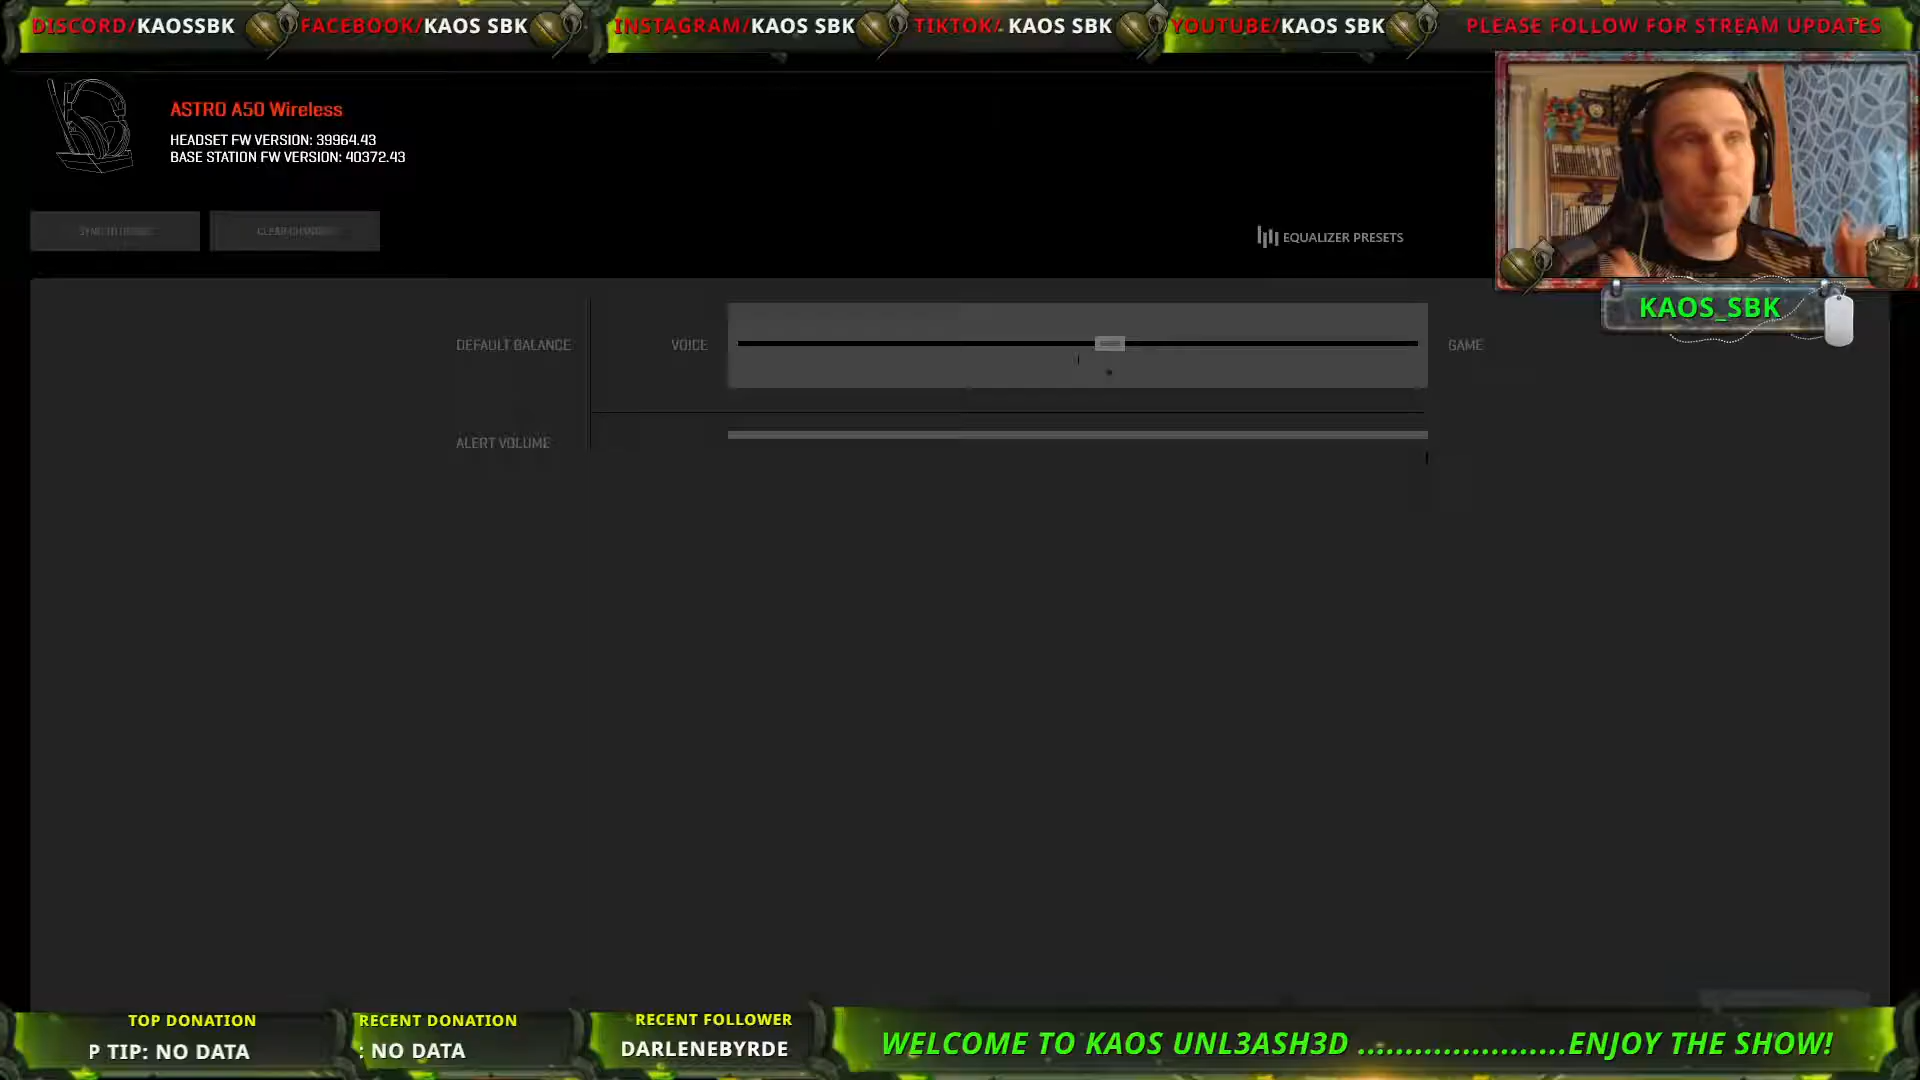 DISCORD/KAOSSBK FACEBOOK/KAOS SBK INSTAGRAM/KAOS SBK TIKTOK/ KAOS SBK YOUTUBE/KAOS SBK PLEASE FOLLOW FOR STREAM UPDATES
ASTRO A50 Wireless
HEADSET FW VERSION: 39964.43
BASE STATION FW VERSION: 40372.43
EQUALIZER PRESETS
KAOS_SBK
DEFAULT BALANCE VOICE GAME
ALERT VOLUME
TOP DONATION RECENT DONATION RECENT FOLLOWER
P TIP: NO DATA : NO DATA DARLENEBYRDE
WELCOME TO KAOS UNL3ASH3D ......................ENJOY THE SHOW!